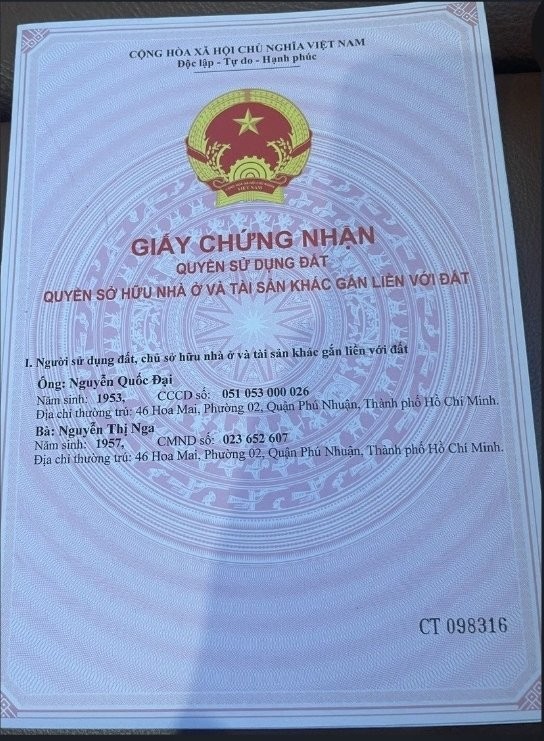 CỘNG HÒA XÃ HỘI CHỦ NGHĨA VIỆT NAM
Độc lập - Tự do - Hạnh phúc
VIỆT NAM
GIẤY CHỨNG NHẬN
QUYỀN SỬ DỤNG ĐẤT
QUYỀN SỞ HỮU NHÀ Ở VÀ TÀI SẢN KHÁC GẮN LIỀN VỚI ĐẤT
I. Người sử dụng đất, chủ sở hữu nhà ở và tài sản khác gắn liền với đất
Ông: Nguyễn Quốc Đại
Năm sinh: 1953, CCCD số: 051 053 000 026
Địa chỉ thường trú: 46 Hoa Mai, Phường 02, Quận Phú Nhuận, Thành phố Hồ Chí Minh.
Bà: Nguyễn Thị Nga
Năm sinh: 1957, CMND số: 023 652 607
Địa chỉ thường trú: 46 Hoa Mai, Phường 02, Quận Phú Nhuận, Thành phố Hồ Chí Minh.
CT 098316